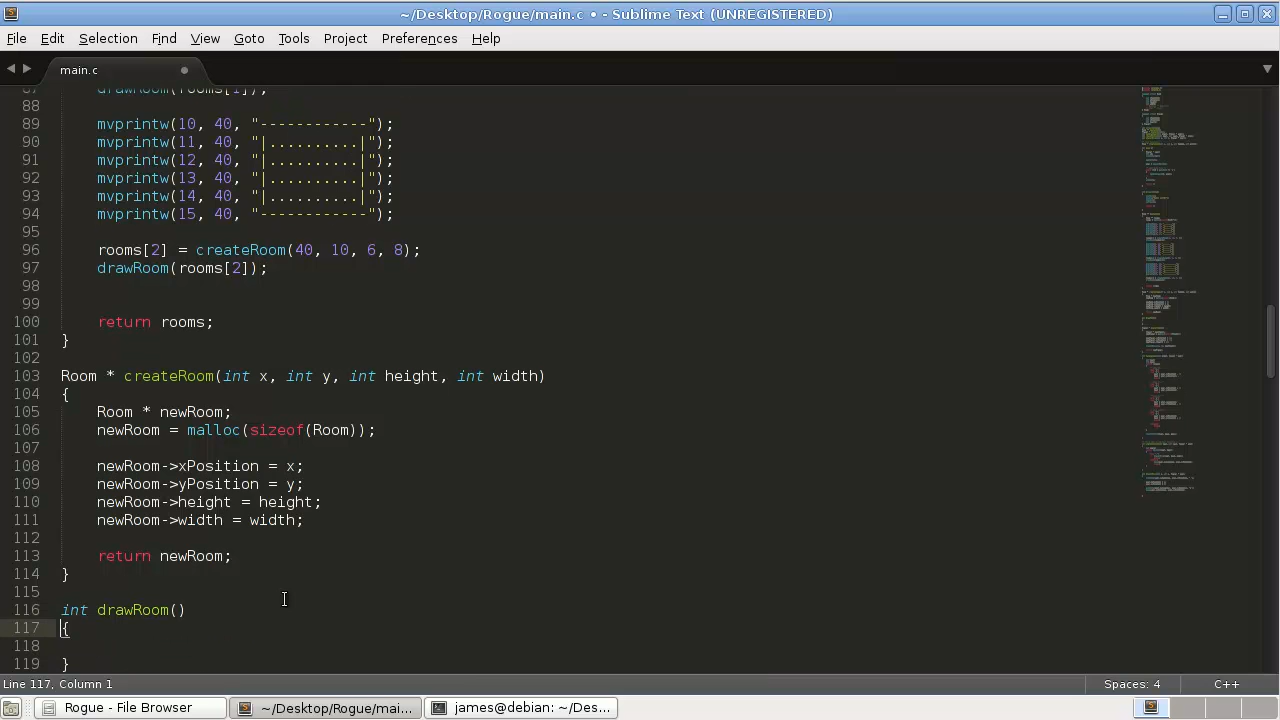 ~/Desktop/Rogue/main.c • - Sublime Text (UNREGISTERED)
File Edit Selection Find View Goto Tools Project Preferences Help
main.c
87 drawRoom(rooms[1]);
88
89 mvprintw(10, 40, "------------");
90 mvprintw(11, 40, "|..........|");
91 mvprintw(12, 40, "|..........|");
92 mvprintw(13, 40, "|..........|");
93 mvprintw(14, 40, "|..........|");
94 mvprintw(15, 40, "------------");
95
96 rooms[2] = createRoom(40, 10, 6, 8);
97 drawRoom(rooms[2]);
98
99
100 return rooms;
101 }
102
103 Room * createRoom(int x, int y, int height, int width)
104 {
105 Room * newRoom;
106 newRoom = malloc(sizeof(Room));
107
108 newRoom->xPosition = x;
109 newRoom->yPosition = y;
110 newRoom->height = height;
111 newRoom->width = width;
112
113 return newRoom;
114 }
115
116 int drawRoom()
117 {
118
119 }
Line 117, Column 1 Spaces: 4 C++
Rogue - File Browser ~/Desktop/Rogue/mai... james@debian: ~/Des...